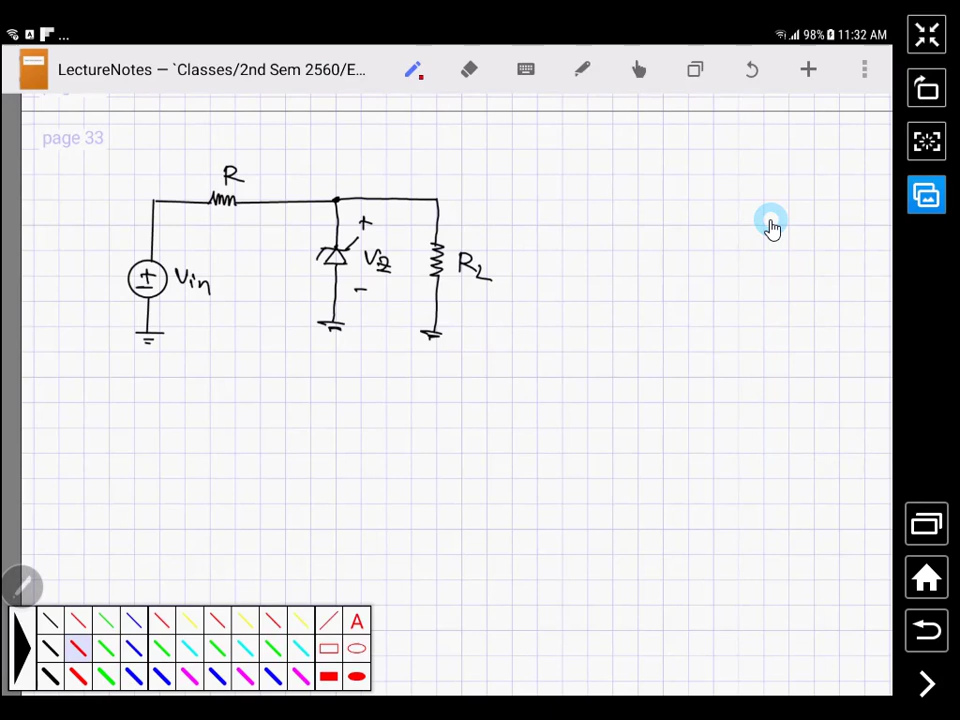 A ... 98% 11:32 AM
LectureNotes — `Classes/2nd Sem 2560/E...
page 33
R
+
Vin
VZ
RL
-
A